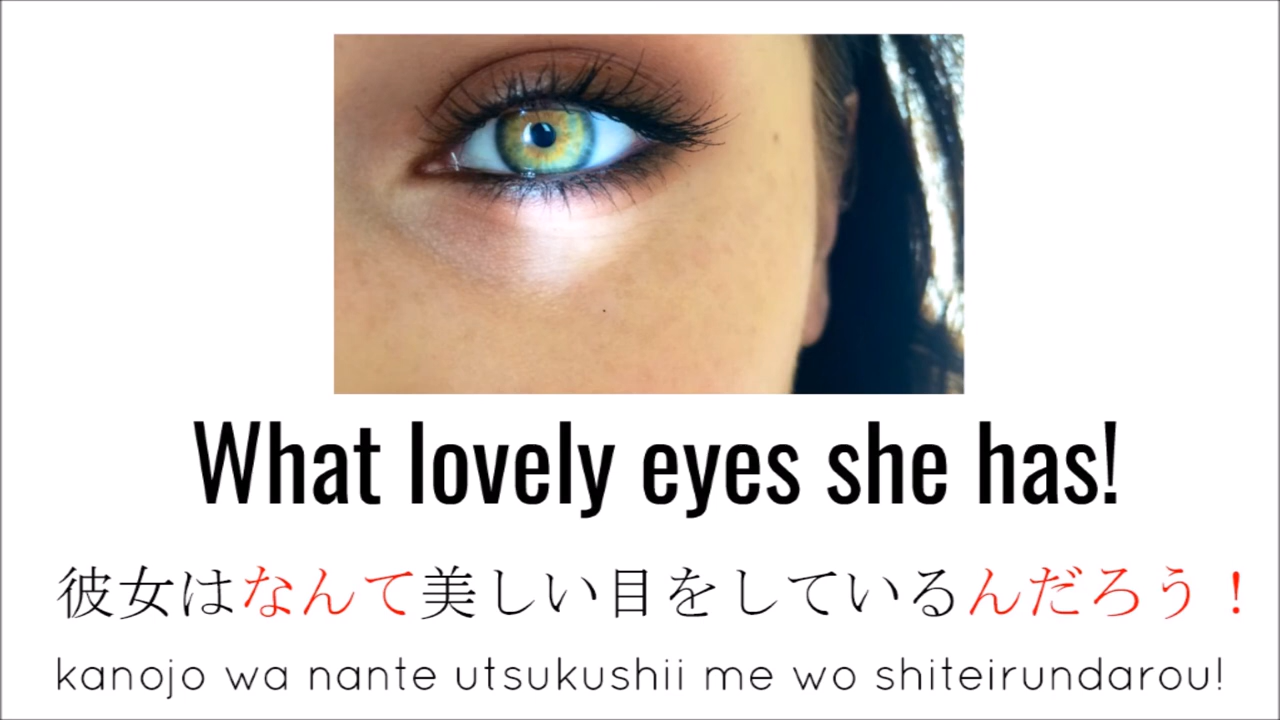 What lovely eyes she has!
彼女はなんて美しい目をしているんだろう！
kanojo wa nante utsukushii me wo shiteirundarou!